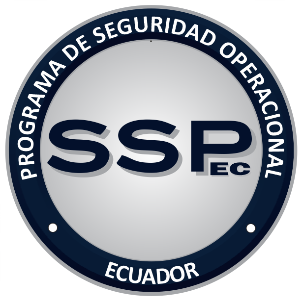 PROGRAMA DE SEGURIDAD OPERACIONAL
SSP
EC
ECUADOR